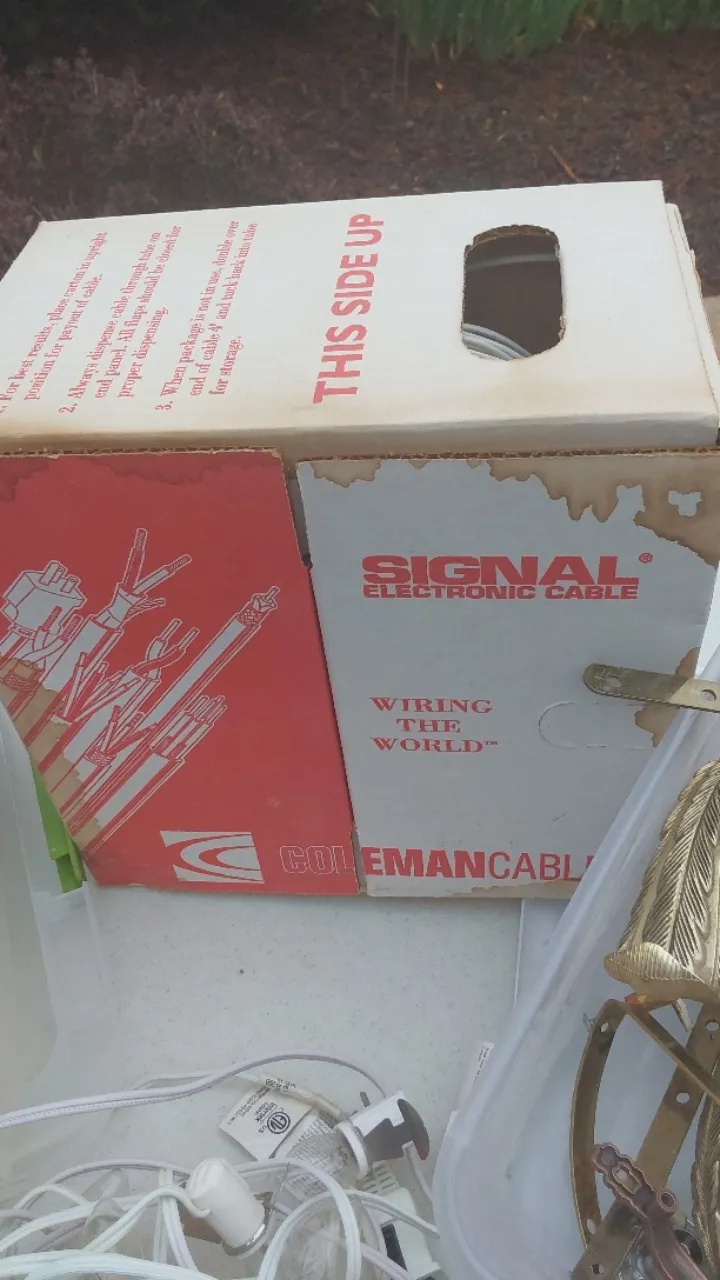 1. For best results, place carton in upright
position for payout of cable.
2. Always dispense cable through tube on
end panel. All flaps should be closed for
proper dispensing.
3. When package is not in use, double over
end of cable 4" and tuck back into tube
for storage.
THIS SIDE UP
SIGNAL®
ELECTRONIC CABLE
WIRING
THE
WORLD™
COLEMANCABL